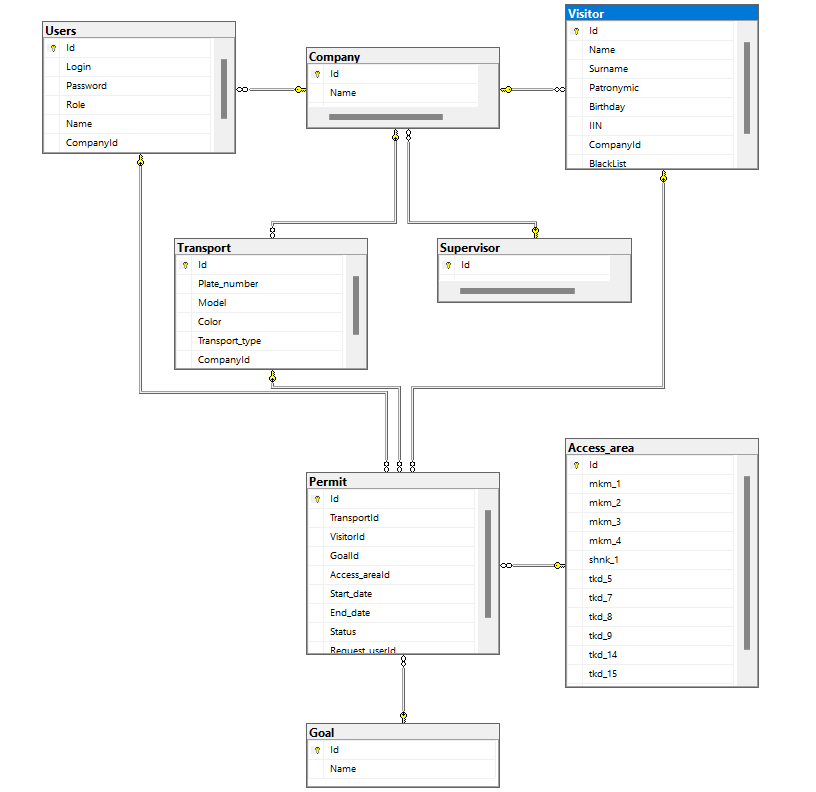 Users
Id
Login
Password
Role
Name
CompanyId
Company
Id
Name
Visitor
Id
Name
Surname
Patronymic
Birthday
IIN
CompanyId
BlackList
Transport
Id
Plate_number
Model
Color
Transport_type
CompanyId
Supervisor
Id
Permit
Id
TransportId
VisitorId
GoalId
Access_areaId
Start_date
End_date
Status
Request_userId
Access_area
Id
mkm_1
mkm_2
mkm_3
mkm_4
shnk_1
tkd_5
tkd_7
tkd_8
tkd_9
tkd_14
tkd_15
Goal
Id
Name